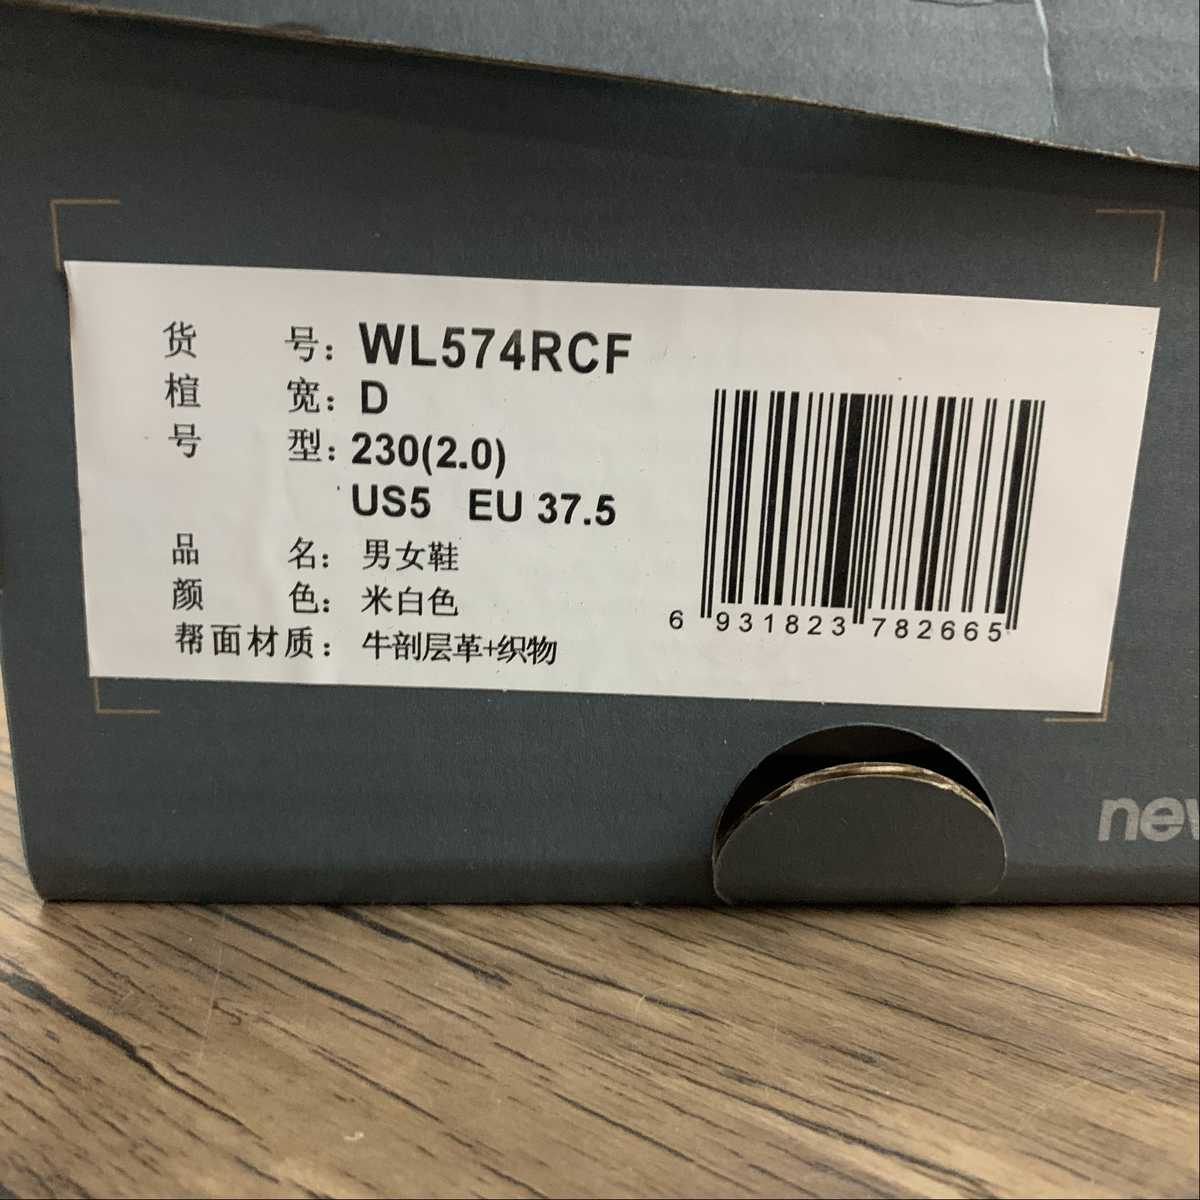 货 号: WL574RCF
楦 宽: D
号 型: 230(2.0)
US5 EU 37.5
品 名: 男女鞋
颜 色: 米白色
帮面材质: 牛剖层革+织物
6 931823 782665
new